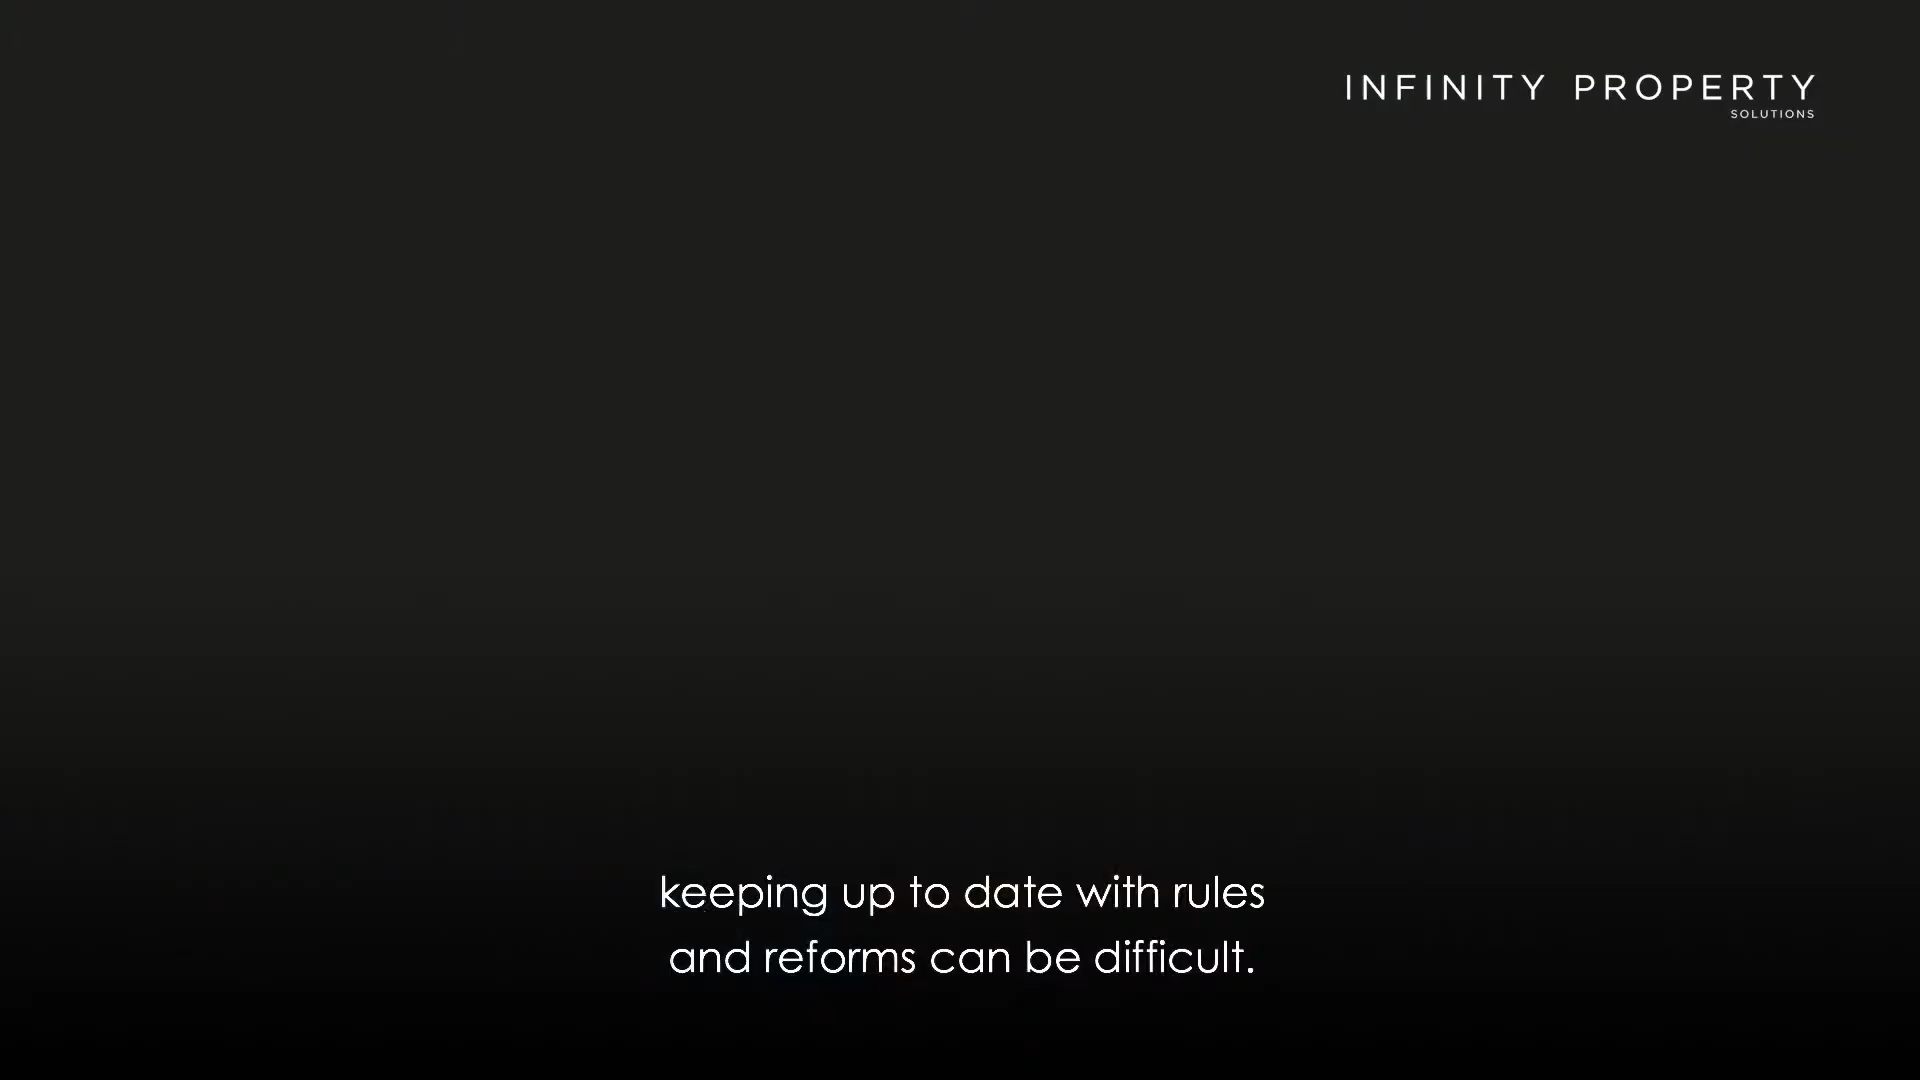 INFINITY PROPERTY
SOLUTIONS
keeping up to date with rules
and reforms can be difficult.